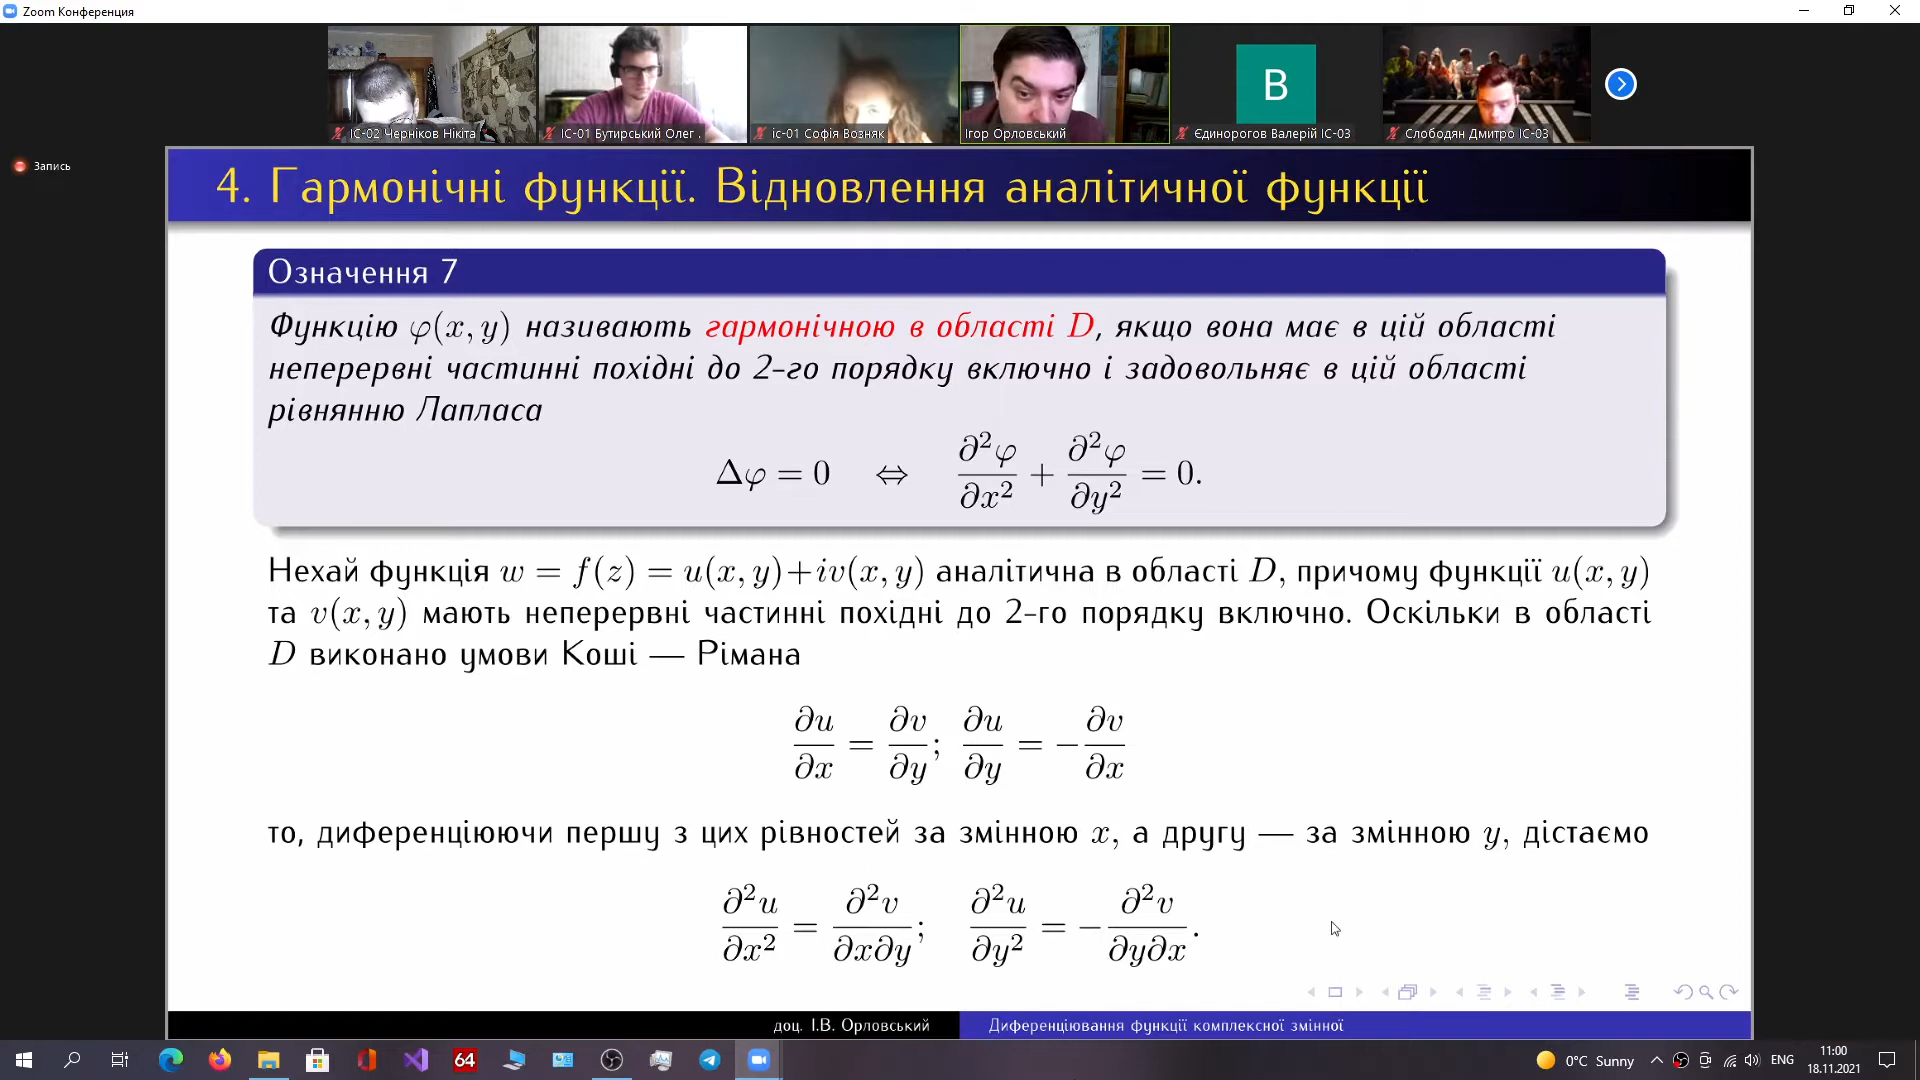 Zoom Конференция
ІС-02 Черніков Нікіта
ІС-01 Бутирський Олег .
іс-01 Софія Возняк
Ігор Орловський
В
Єдинорогов Валерій ІС-03
Слободян Дмитро ІС-03
Запись
4. Гармонічні функції. Відновлення аналітичної функції
Означення 7
Функцію φ(x, y) називають гармонічною в області D, якщо вона має в цій області
неперервні частинні похідні до 2-го порядку включно і задовольняє в цій області
рівнянню Лапласа
Δφ = 0 ⇔ ∂²φ/∂x² + ∂²φ/∂y² = 0.
Нехай функція w = f(z) = u(x, y)+iv(x, y) аналітична в області D, причому функції u(x, y)
та v(x, y) мають неперервні частинні похідні до 2-го порядку включно. Оскільки в області
D виконано умови Коші — Рімана
∂u/∂x = ∂v/∂y; ∂u/∂y = −∂v/∂x
то, диференціюючи першу з цих рівностей за змінною x, а другу — за змінною y, дістаємо
∂²u/∂x² = ∂²v/∂x∂y; ∂²u/∂y² = −∂²v/∂y∂x.
доц. І.В. Орловський
Диференціювання функції комплексної змінної
64
0°C Sunny
ENG
11:00
18.11.2021